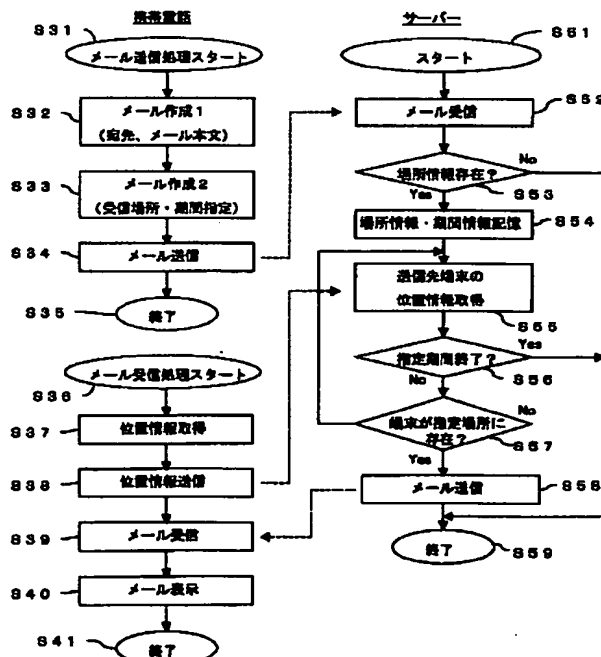 携帯電話
S31
メール送信処理スタート
S32
メール作成1
(宛先、メール本文)
S33
メール作成2
(受信場所・期間指定)
S34
メール送信
S35
終了
メール受信処理スタート
S36
S37
位置情報取得
S38
位置情報送信
S39
メール受信
S40
メール表示
S41
終了
サーバー
S51
スタート
S52
メール受信
場所情報存在?
No
Yes
S53
場所情報・期間情報記憶
S54
送信先端末の
位置情報取得
S55
指定期間終了?
Yes
No
S56
端末が指定場所に
存在?
No
S57
Yes
メール送信
S58
終了
S59